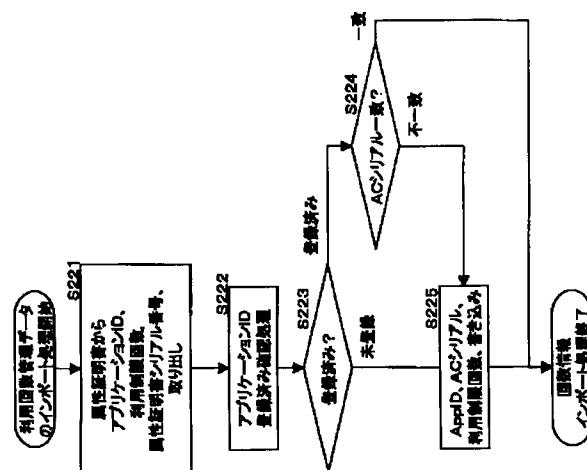 利用回数管理データ
のインポート処理開始
S221
属性証明書から
アプリケーションID、
利用制限回数、
属性証明書シリアル番号、
取り出し
S222
アプリケーションID
登録済み確認処理
S223
登録済み?
登録済み
未登録
S224
ACシリアル一致?
一致
不一致
S225
AppID、ACシリアル、
利用制限回数、書き込み
回数情報
インポート処理終了